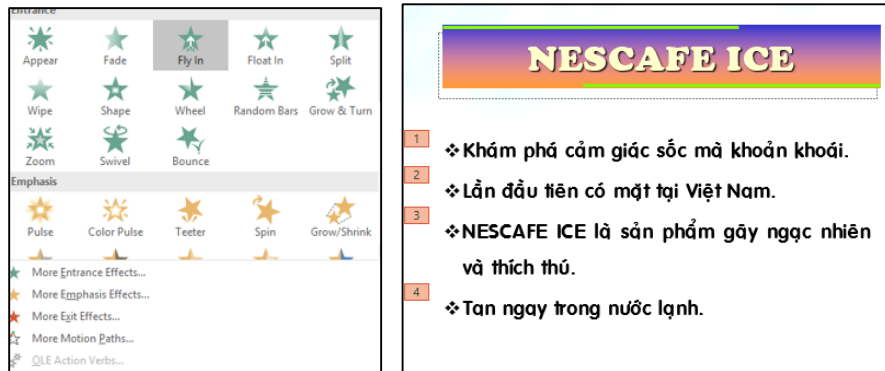 Entrance
Appear Fade Fly In Float In Split
Wipe Shape Wheel Random Bars Grow & Turn
Zoom Swivel Bounce
Emphasis
Pulse Color Pulse Teeter Spin Grow/Shrink
More Entrance Effects...
More Emphasis Effects...
More Exit Effects...
More Motion Paths...
OLE Action Verbs...
NESCAFE ICE
1
❖Khám phá cảm giác sốc mà khoản khoái.
2
❖Lần đầu tiên có mặt tại Việt Nam.
3
❖NESCAFE ICE là sản phẩm gây ngạc nhiên
và thích thú.
4
❖Tan ngay trong nước lạnh.